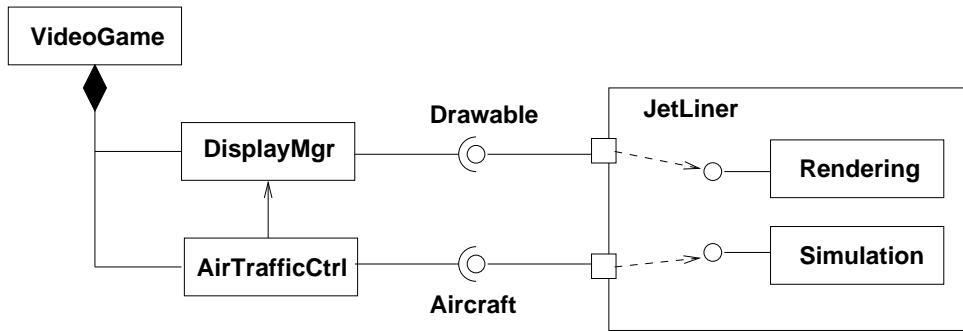 VideoGame
Drawable
JetLiner
DisplayMgr
Rendering
AirTrafficCtrl
Simulation
Aircraft